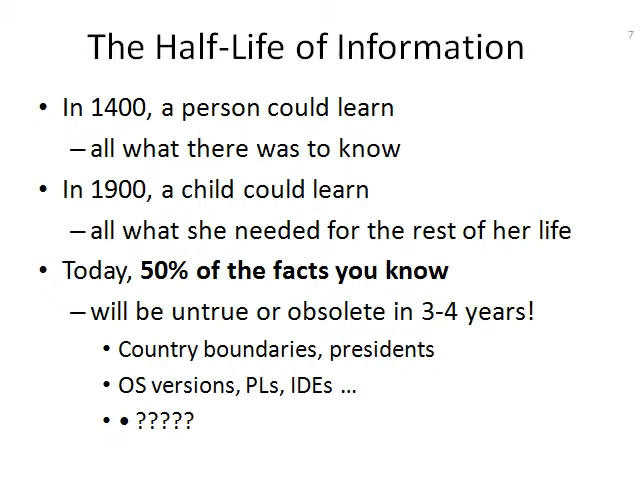 7
The Half-Life of Information
• In 1400, a person could learn
– all what there was to know
• In 1900, a child could learn
– all what she needed for the rest of her life
• Today, 50% of the facts you know
– will be untrue or obsolete in 3-4 years!
• Country boundaries, presidents
• OS versions, PLs, IDEs …
• • ?????